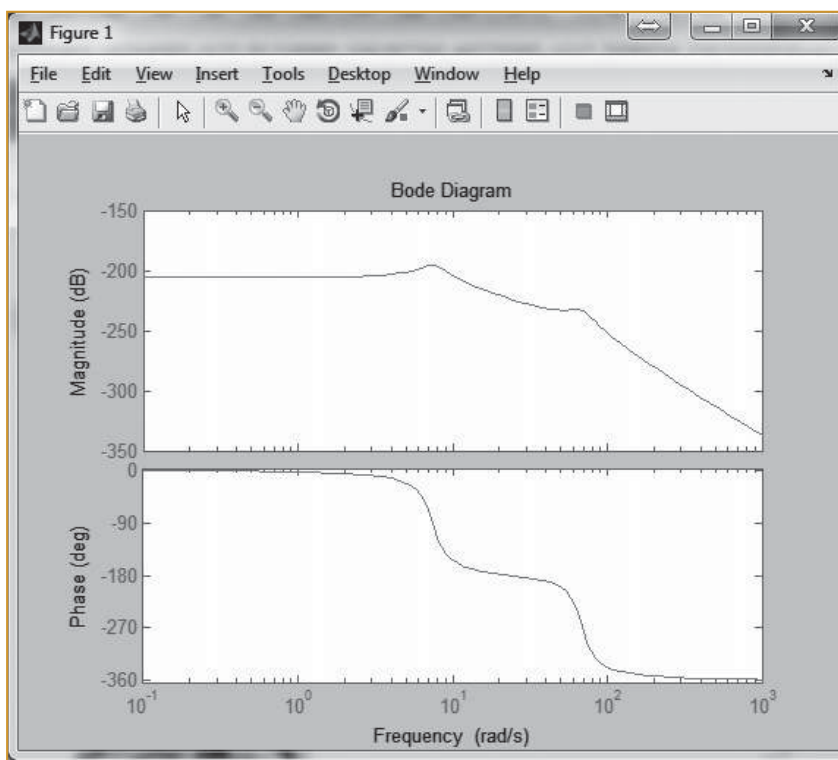 Figure 1
File Edit View Insert Tools Desktop Window Help
Bode Diagram
Magnitude (dB)
-150
-200
-250
-300
-350
Phase (deg)
0
-90
-180
-270
-360
10^-1 10^0 10^1 10^2 10^3
Frequency (rad/s)